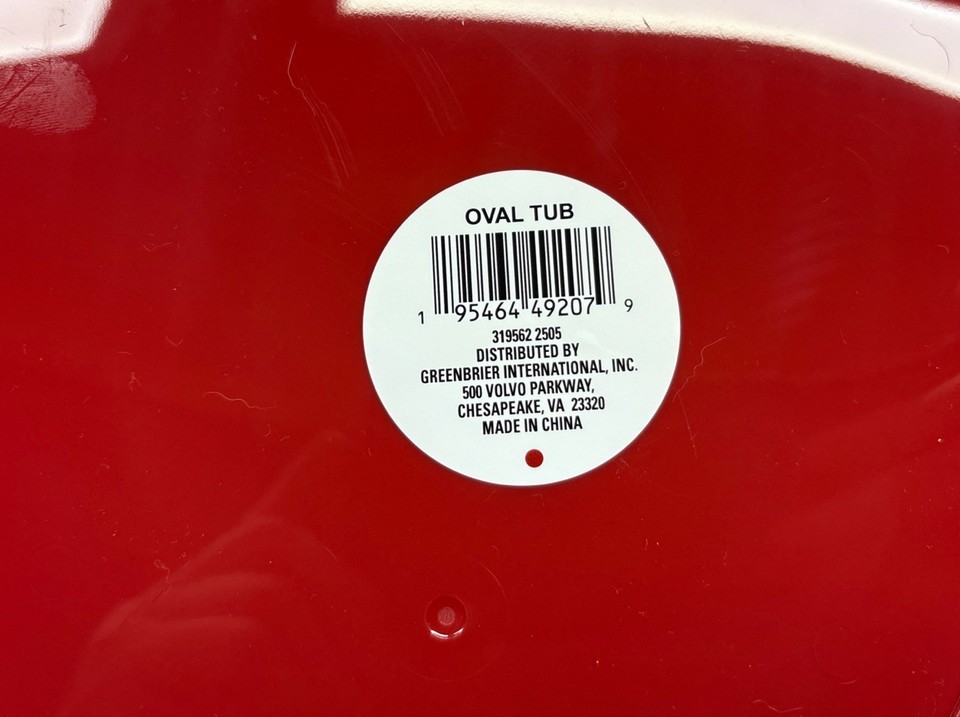 OVAL TUB
1 95464 49207 9
319562 2505
DISTRIBUTED BY
GREENBRIER INTERNATIONAL, INC.
500 VOLVO PARKWAY,
CHESAPEAKE, VA 23320
MADE IN CHINA